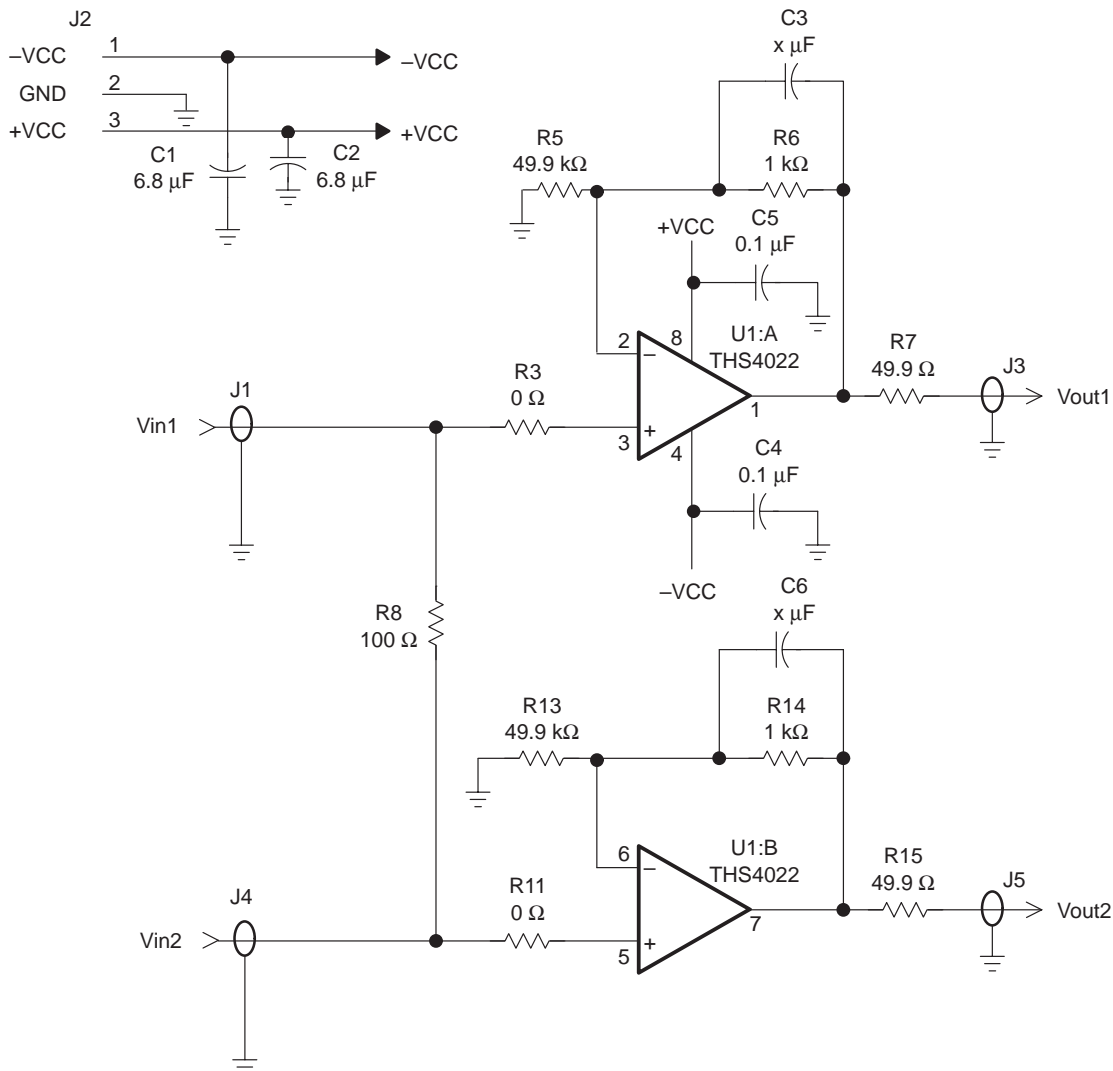 J2
–VCC
1
–VCC
GND
2
+VCC
3
+VCC
C1
6.8 µF
C2
6.8 µF
C3
x µF
R5
49.9 kΩ
R6
1 kΩ
+VCC
C5
0.1 µF
2
–
8
U1:A
THS4022
R7
49.9 Ω
J3
Vout1
1
J1
Vin1
R3
0 Ω
3
+
4
C4
0.1 µF
–VCC
R8
100 Ω
C6
x µF
R13
49.9 kΩ
R14
1 kΩ
6
–
U1:B
THS4022
R15
49.9 Ω
J5
Vout2
7
J4
Vin2
R11
0 Ω
5
+